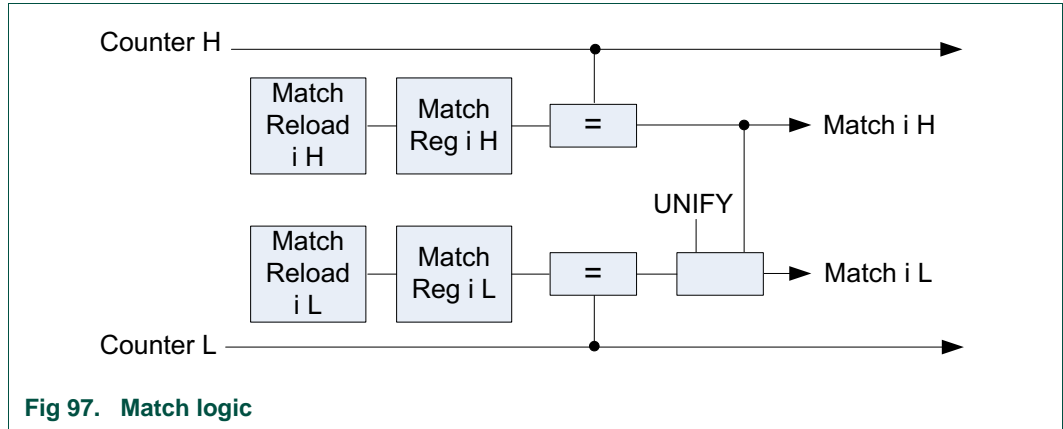 Counter H
Match
Reload
i H
Match
Reg i H
=
Match i H
UNIFY
Match
Reload
i L
Match
Reg i L
=
Match i L
Counter L
Fig 97. Match logic